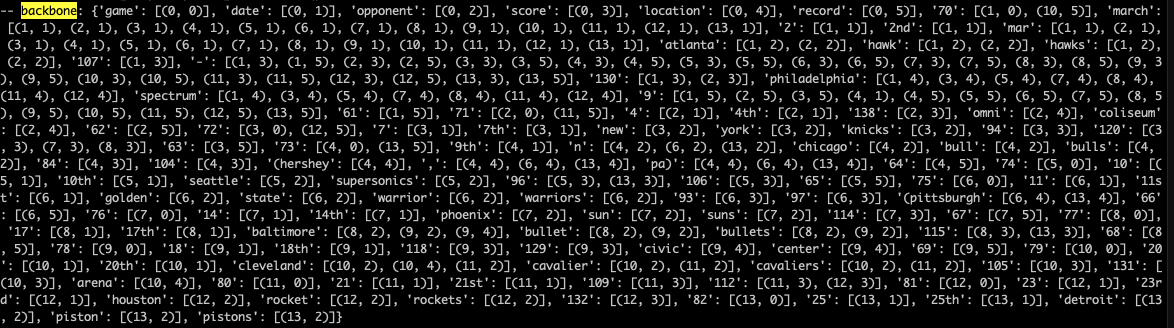 -- backbone: {'game': [(0, 0)], 'date': [(0, 1)], 'opponent': [(0, 2)], 'score': [(0, 3)], 'location': [(0, 4)], 'record': [(0, 5)], '70': [(1, 0), (10, 5)], 'march':
[(1, 1), (2, 1), (3, 1), (4, 1), (5, 1), (6, 1), (7, 1), (8, 1), (9, 1), (10, 1), (11, 1), (12, 1), (13, 1)], '2': [(1, 1)], '2nd': [(1, 1)], 'mar': [(1, 1), (2, 1),
(3, 1), (4, 1), (5, 1), (6, 1), (7, 1), (8, 1), (9, 1), (10, 1), (11, 1), (12, 1), (13, 1)], 'atlanta': [(1, 2), (2, 2)], 'hawk': [(1, 2), (2, 2)], 'hawks': [(1, 2),
(2, 2)], '107': [(1, 3)], '-': [(1, 3), (1, 5), (2, 3), (2, 5), (3, 3), (3, 5), (4, 3), (4, 5), (5, 3), (5, 5), (6, 3), (6, 5), (7, 3), (7, 5), (8, 3), (8, 5), (9, 3
), (9, 5), (10, 3), (10, 5), (11, 3), (11, 5), (12, 3), (12, 5), (13, 3), (13, 5)], '130': [(1, 3), (2, 3)], 'philadelphia': [(1, 4), (3, 4), (5, 4), (7, 4), (8, 4),
(11, 4), (12, 4)], 'spectrum': [(1, 4), (3, 4), (5, 4), (7, 4), (8, 4), (11, 4), (12, 4)], '9': [(1, 5), (2, 5), (3, 5), (4, 1), (4, 5), (5, 5), (6, 5), (7, 5), (8, 5
), (9, 5), (10, 5), (11, 5), (12, 5), (13, 5)], '61': [(1, 5)], '71': [(2, 0), (11, 5)], '4': [(2, 1)], '4th': [(2, 1)], '138': [(2, 3)], 'omni': [(2, 4)], 'coliseum'
: [(2, 4)], '62': [(2, 5)], '72': [(3, 0), (12, 5)], '7': [(3, 1)], '7th': [(3, 1)], 'new': [(3, 2)], 'york': [(3, 2)], 'knicks': [(3, 2)], '94': [(3, 3)], '120': [(3
, 3), (7, 3), (8, 3)], '63': [(3, 5)], '73': [(4, 0), (13, 5)], '9th': [(4, 1)], 'n': [(4, 2), (6, 2), (13, 2)], 'chicago': [(4, 2)], 'bull': [(4, 2)], 'bulls': [(4,
2)], '84': [(4, 3)], '104': [(4, 3)], '(hershey': [(4, 4)], ',': [(4, 4), (6, 4), (13, 4)], 'pa)': [(4, 4), (6, 4), (13, 4)], '64': [(4, 5)], '74': [(5, 0)], '10': [(
5, 1)], '10th': [(5, 1)], 'seattle': [(5, 2)], 'supersonics': [(5, 2)], '96': [(5, 3), (13, 3)], '106': [(5, 3)], '65': [(5, 5)], '75': [(6, 0)], '11': [(6, 1)], '11s
t': [(6, 1)], 'golden': [(6, 2)], 'state': [(6, 2)], 'warrior': [(6, 2)], 'warriors': [(6, 2)], '93': [(6, 3)], '97': [(6, 3)], '(pittsburgh': [(6, 4), (13, 4)], '66'
: [(6, 5)], '76': [(7, 0)], '14': [(7, 1)], '14th': [(7, 1)], 'phoenix': [(7, 2)], 'sun': [(7, 2)], 'suns': [(7, 2)], '114': [(7, 3)], '67': [(7, 5)], '77': [(8, 0)],
'17': [(8, 1)], '17th': [(8, 1)], 'baltimore': [(8, 2), (9, 2), (9, 4)], 'bullet': [(8, 2), (9, 2)], 'bullets': [(8, 2), (9, 2)], '115': [(8, 3), (13, 3)], '68': [(8
, 5)], '78': [(9, 0)], '18': [(9, 1)], '18th': [(9, 1)], '118': [(9, 3)], '129': [(9, 3)], 'civic': [(9, 4)], 'center': [(9, 4)], '69': [(9, 5)], '79': [(10, 0)], '20
': [(10, 1)], '20th': [(10, 1)], 'cleveland': [(10, 2), (10, 4), (11, 2)], 'cavalier': [(10, 2), (11, 2)], 'cavaliers': [(10, 2), (11, 2)], '105': [(10, 3)], '131': [
(10, 3)], 'arena': [(10, 4)], '80': [(11, 0)], '21': [(11, 1)], '21st': [(11, 1)], '109': [(11, 3)], '112': [(11, 3), (12, 3)], '81': [(12, 0)], '23': [(12, 1)], '23r
d': [(12, 1)], 'houston': [(12, 2)], 'rocket': [(12, 2)], 'rockets': [(12, 2)], '132': [(12, 3)], '82': [(13, 0)], '25': [(13, 1)], '25th': [(13, 1)], 'detroit': [(13
, 2)], 'piston': [(13, 2)], 'pistons': [(13, 2)]}